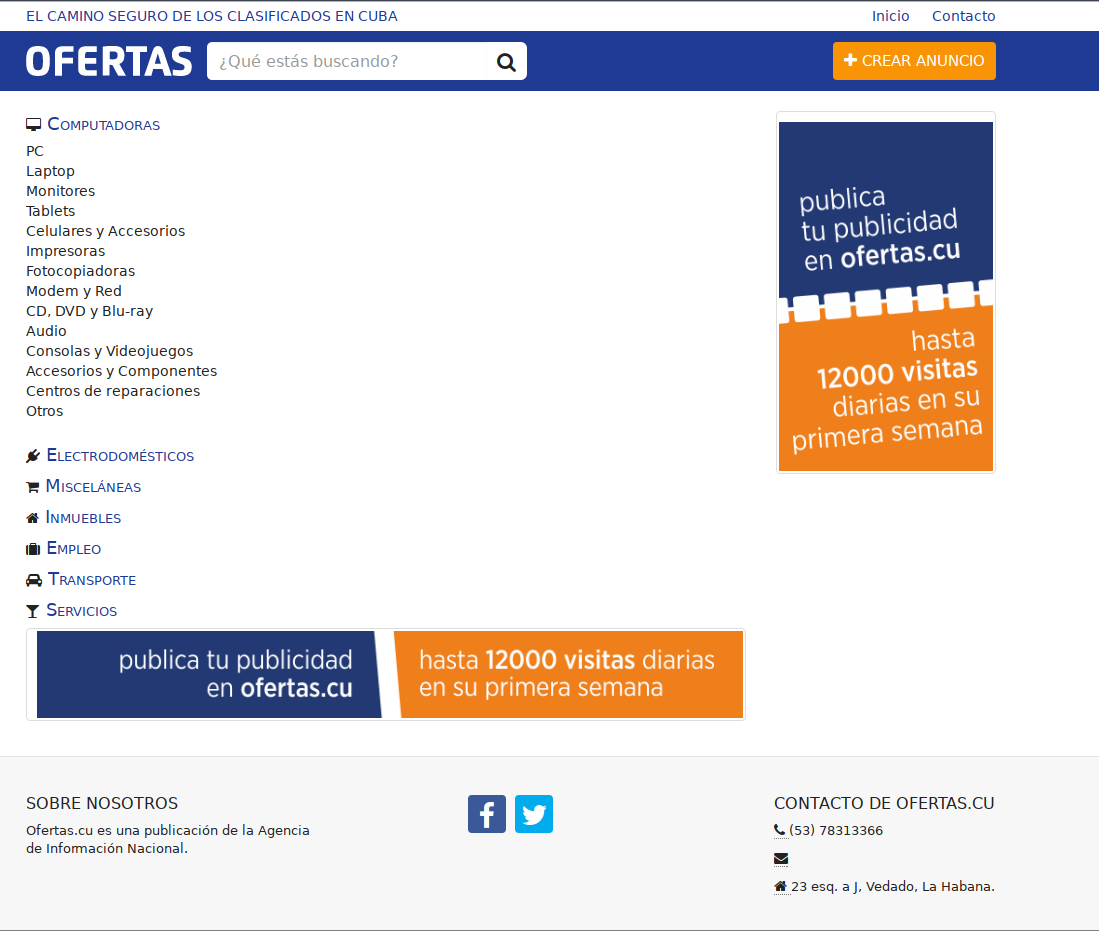 EL CAMINO SEGURO DE LOS CLASIFICADOS EN CUBA
Inicio
Contacto
OFERTAS
¿Qué estás buscando?
CREAR ANUNCIO
Computadoras
PC
Laptop
Monitores
Tablets
Celulares y Accesorios
Impresoras
Fotocopiadoras
Modem y Red
CD, DVD y Blu-ray
Audio
Consolas y Videojuegos
Accesorios y Componentes
Centros de reparaciones
Otros
Electrodomésticos
Misceláneas
Inmuebles
Empleo
Transporte
Servicios
publica
tu publicidad
en ofertas.cu
hasta
12000 visitas
diarias en su
primera semana
publica tu publicidad
en ofertas.cu
hasta 12000 visitas diarias
en su primera semana
SOBRE NOSOTROS
Ofertas.cu es una publicación de la Agencia
de Información Nacional.
CONTACTO DE OFERTAS.CU
(53) 78313366
23 esq. a J, Vedado, La Habana.